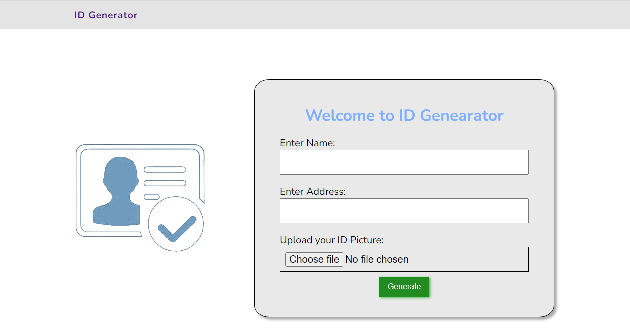 ID Generator
Welcome to ID Genearator
Enter Name:
Enter Address:
Upload your ID Picture:
Choose file No file chosen
Generate